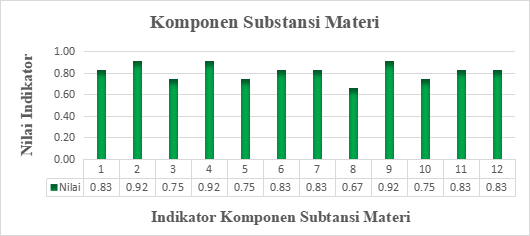 Komponen Substansi Materi
Nilai Indikator
1.00
0.80
0.60
0.40
0.20
0.00
1 2 3 4 5 6 7 8 9 10 11 12
Nilai 0.83 0.92 0.75 0.92 0.75 0.83 0.83 0.67 0.92 0.75 0.83 0.83
Indikator Komponen Subtansi Materi